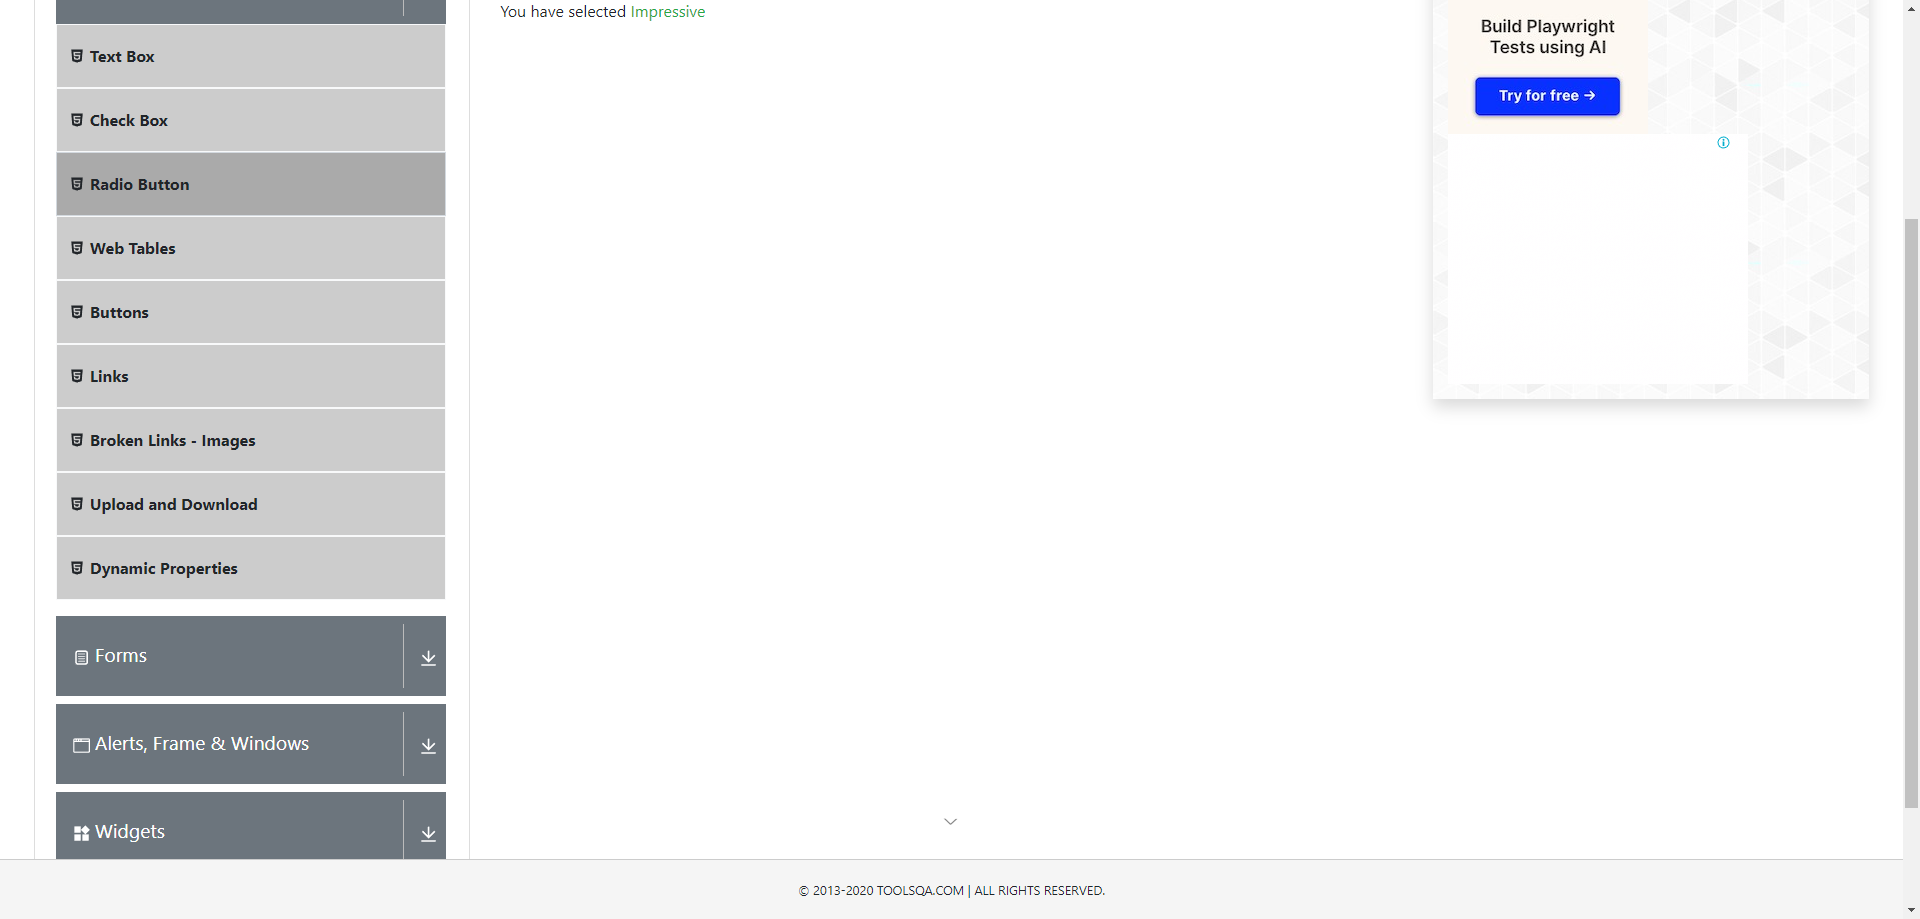 You have selected Impressive
Text Box
Check Box
Radio Button
Web Tables
Buttons
Links
Broken Links - Images
Upload and Download
Dynamic Properties
Forms
Alerts, Frame & Windows
Widgets
Build Playwright
Tests using AI
Try for free →
© 2013-2020 TOOLSQA.COM | ALL RIGHTS RESERVED.